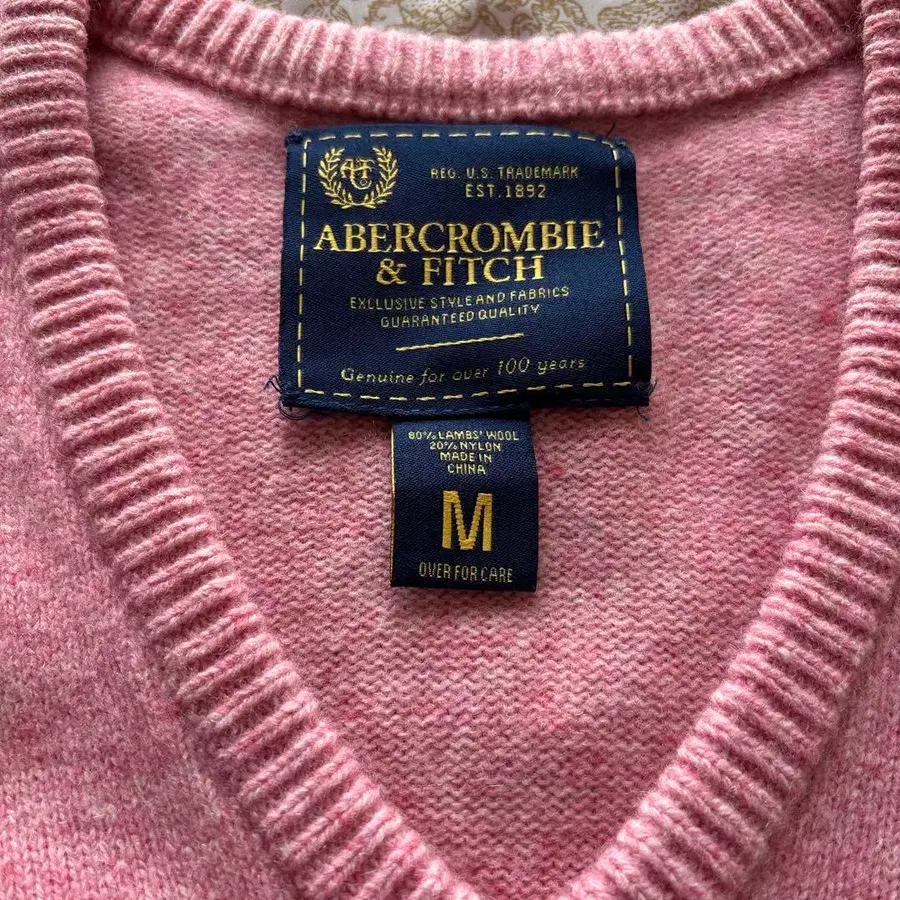 A&F
REG. U.S. TRADEMARK
EST. 1892
ABERCROMBIE
& FITCH
EXCLUSIVE STYLE AND FABRICS
GUARANTEED QUALITY
Genuine for over 100 years
80% LAMBS' WOOL
20% NYLON
MADE IN
CHINA
M
OVER FOR CARE